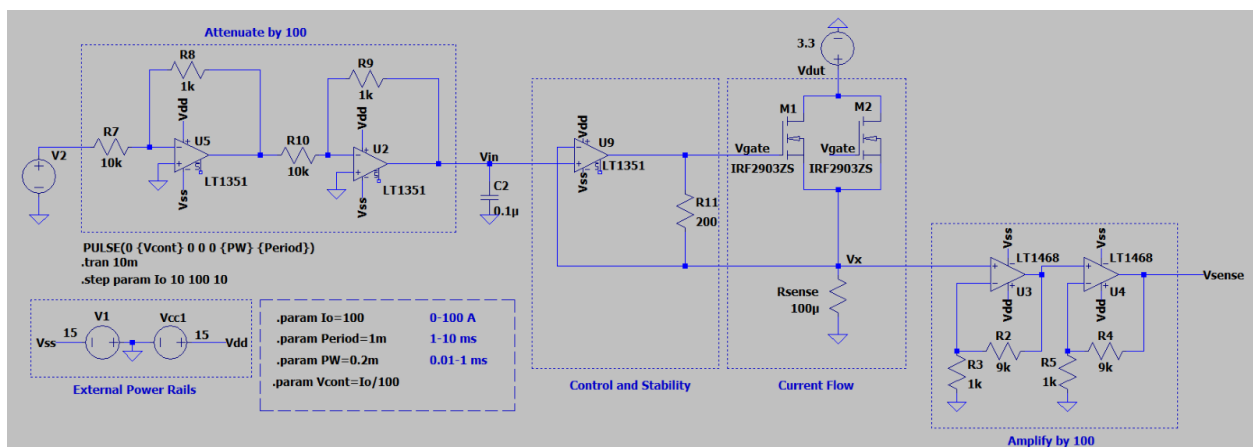 Attenuate by 100
R8
1k
Vdd
R7
10k
V2
U5
LT1351
Vss
R9
1k
Vdd
R10
10k
U2
LT1351
Vss
Vin
C2
0.1µ
PULSE(0 {Vcont} 0 0 0 {PW} {Period})
.tran 10m
.step param Io 10 100 10
Vss
15
V1
Vcc1
15
Vdd
External Power Rails
.param Io=100 0-100 A
.param Period=1m 1-10 ms
.param PW=0.2m 0.01-1 ms
.param Vcont=Io/100
Vdd
U9
LT1351
Vss
R11
200
Control and Stability
3.3
Vdut
M1
Vgate
IRF2903ZS
M2
Vgate
IRF2903ZS
Vx
Rsense
100µ
Current Flow
Vss
LT1468
U3
Vdd
R2
9k
R3
1k
Vss
LT1468
U4
Vdd
R4
9k
R5
1k
Vsense
Amplify by 100